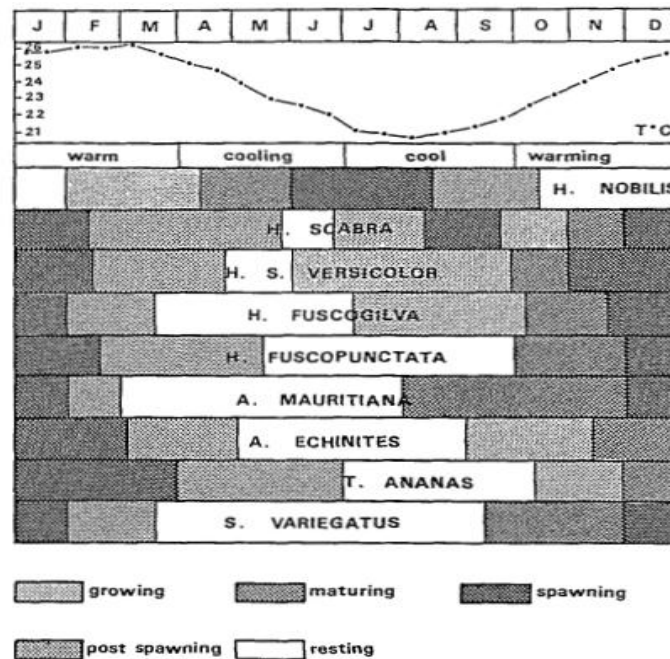 J F M A M J J A S O N D
26
25
24
23
22
21
T°C
warm cooling cool warming
H. NOBILIS
H. SCABRA
H. S. VERSICOLOR
H. FUSCOGILVA
H. FUSCOPUNCTATA
A. MAURITIANA
A. ECHINITES
T. ANANAS
S. VARIEGATUS
growing maturing spawning
post spawning resting